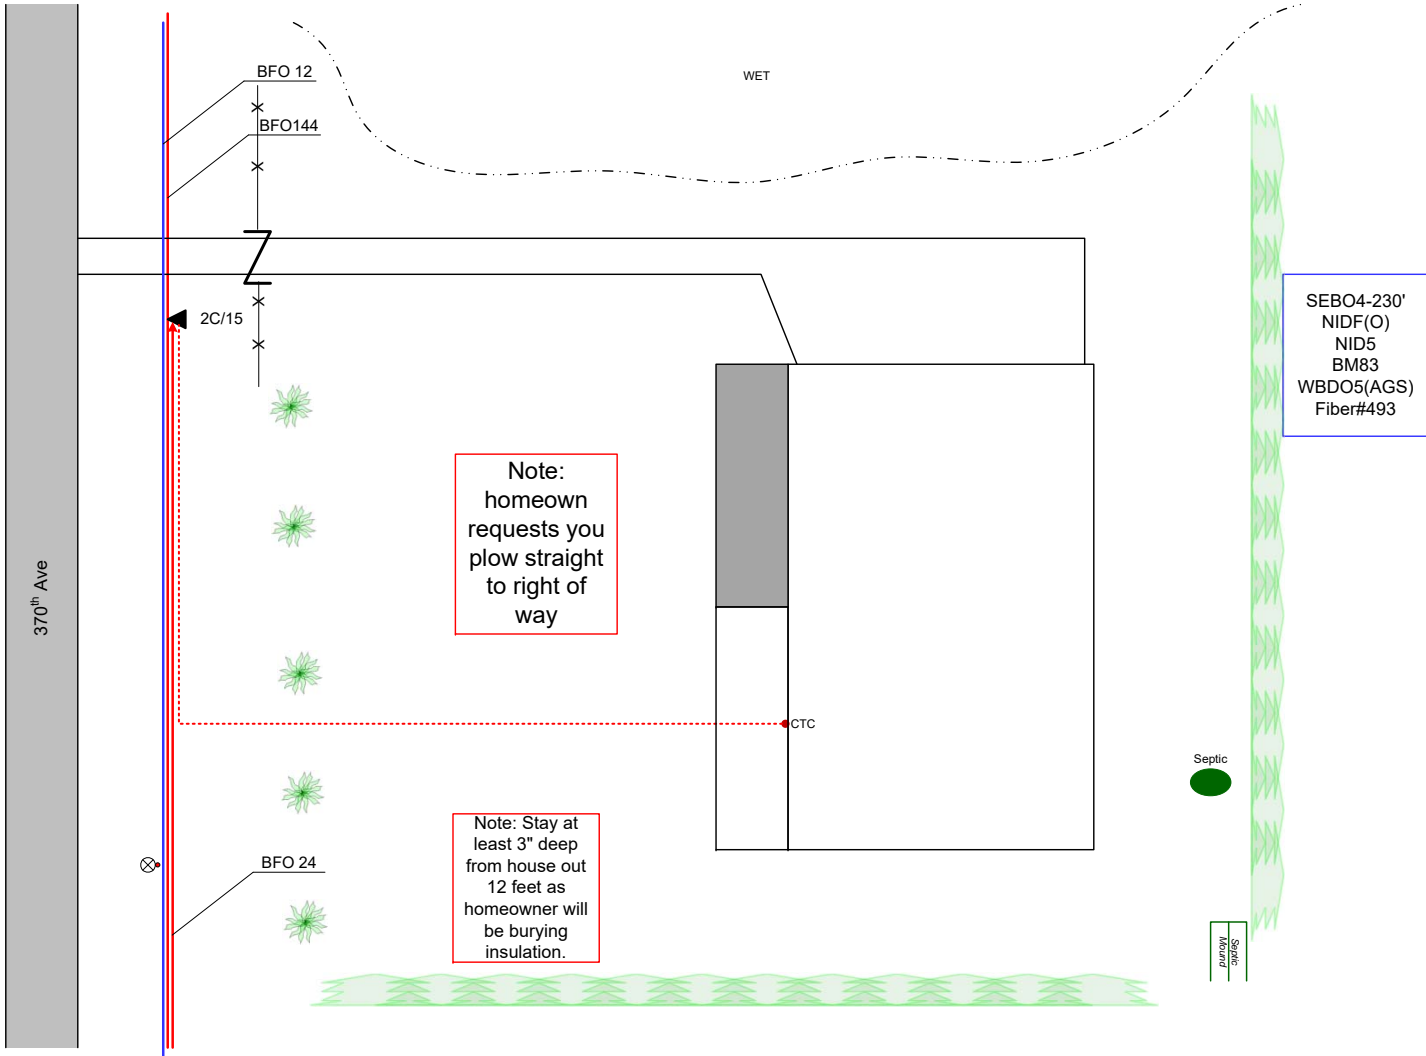 WET
BFO 12
BFO144
2C/15
SEBO4-230'
NIDF(O)
NID5
BM83
WBDO5(AGS)
Fiber#493
Note:
homeown
requests you
plow straight
to right of
way
370th Ave
CTC
Septic
Note: Stay at
least 3" deep
from house out
12 feet as
homeowner will
be burying
insulation.
BFO 24
Septic
Mound